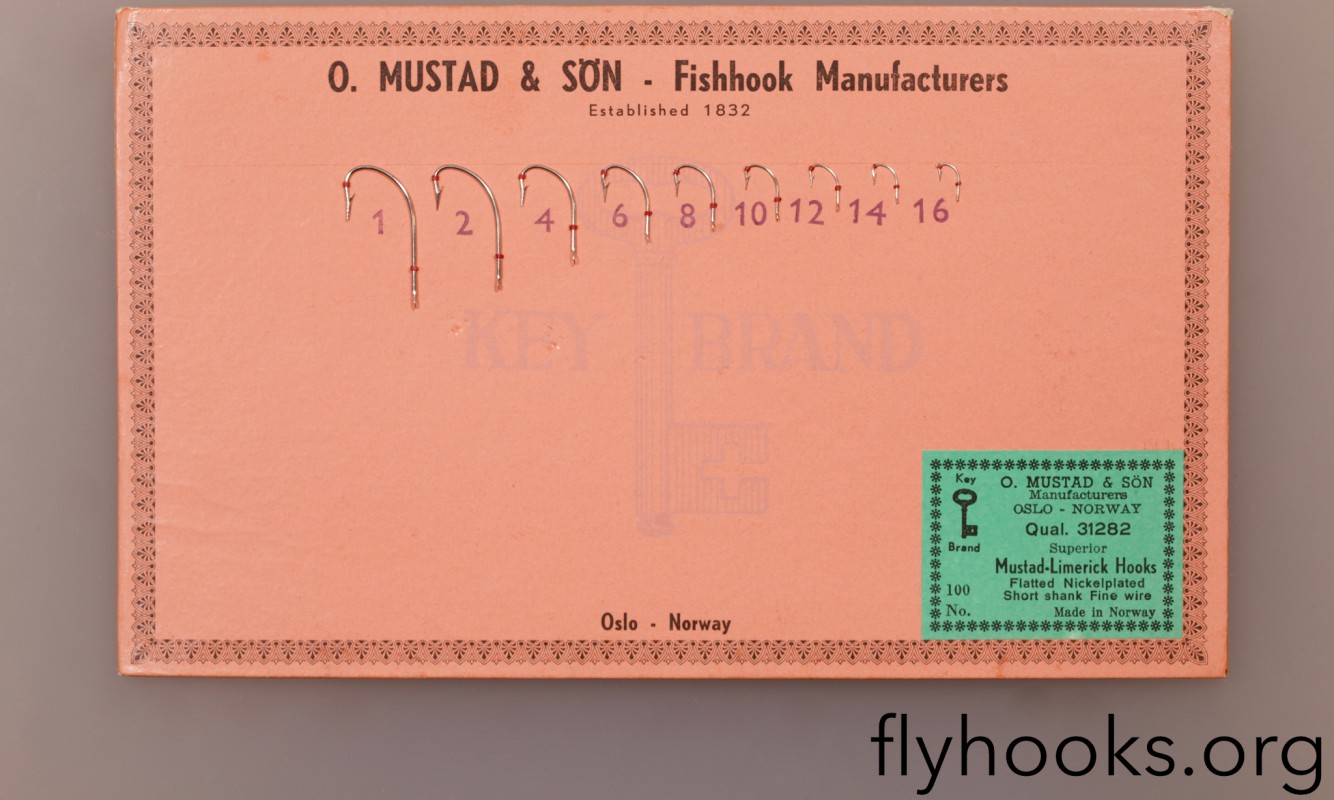 O. MUSTAD & SÖN - Fishhook Manufacturers
Established 1832
1 2 4 6 8 10 12 14 16
KEY BRAND
Oslo - Norway
Key
Brand
O. MUSTAD & SÖN
Manufacturers
OSLO - NORWAY
Qual. 31282
Superior
Mustad-Limerick Hooks
Flatted Nickelplated
Short shank Fine wire
100
No.
Made in Norway
flyhooks.org